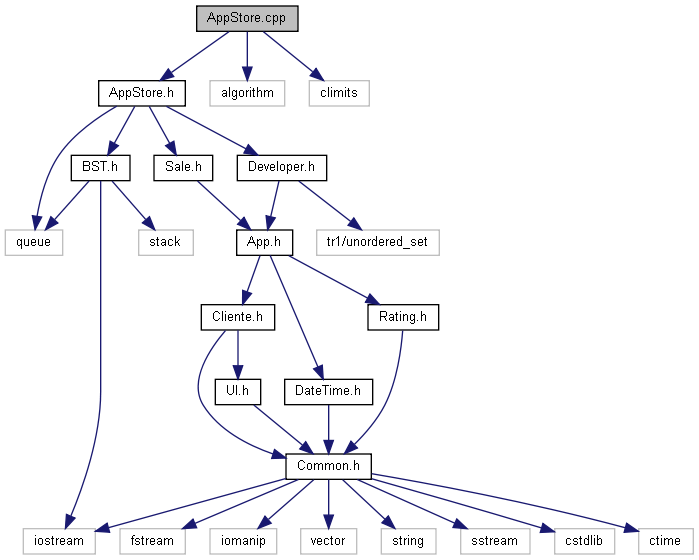 AppStore.cpp
AppStore.h
algorithm
climits
BST.h
Sale.h
Developer.h
queue
stack
App.h
tr1/unordered_set
Cliente.h
Rating.h
UI.h
DateTime.h
Common.h
iostream
fstream
iomanip
vector
string
sstream
cstdlib
ctime